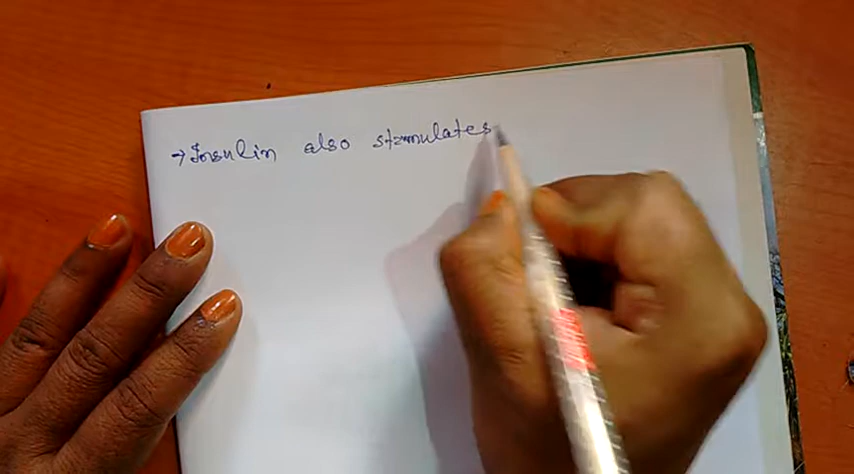 → Insulin also stimulates